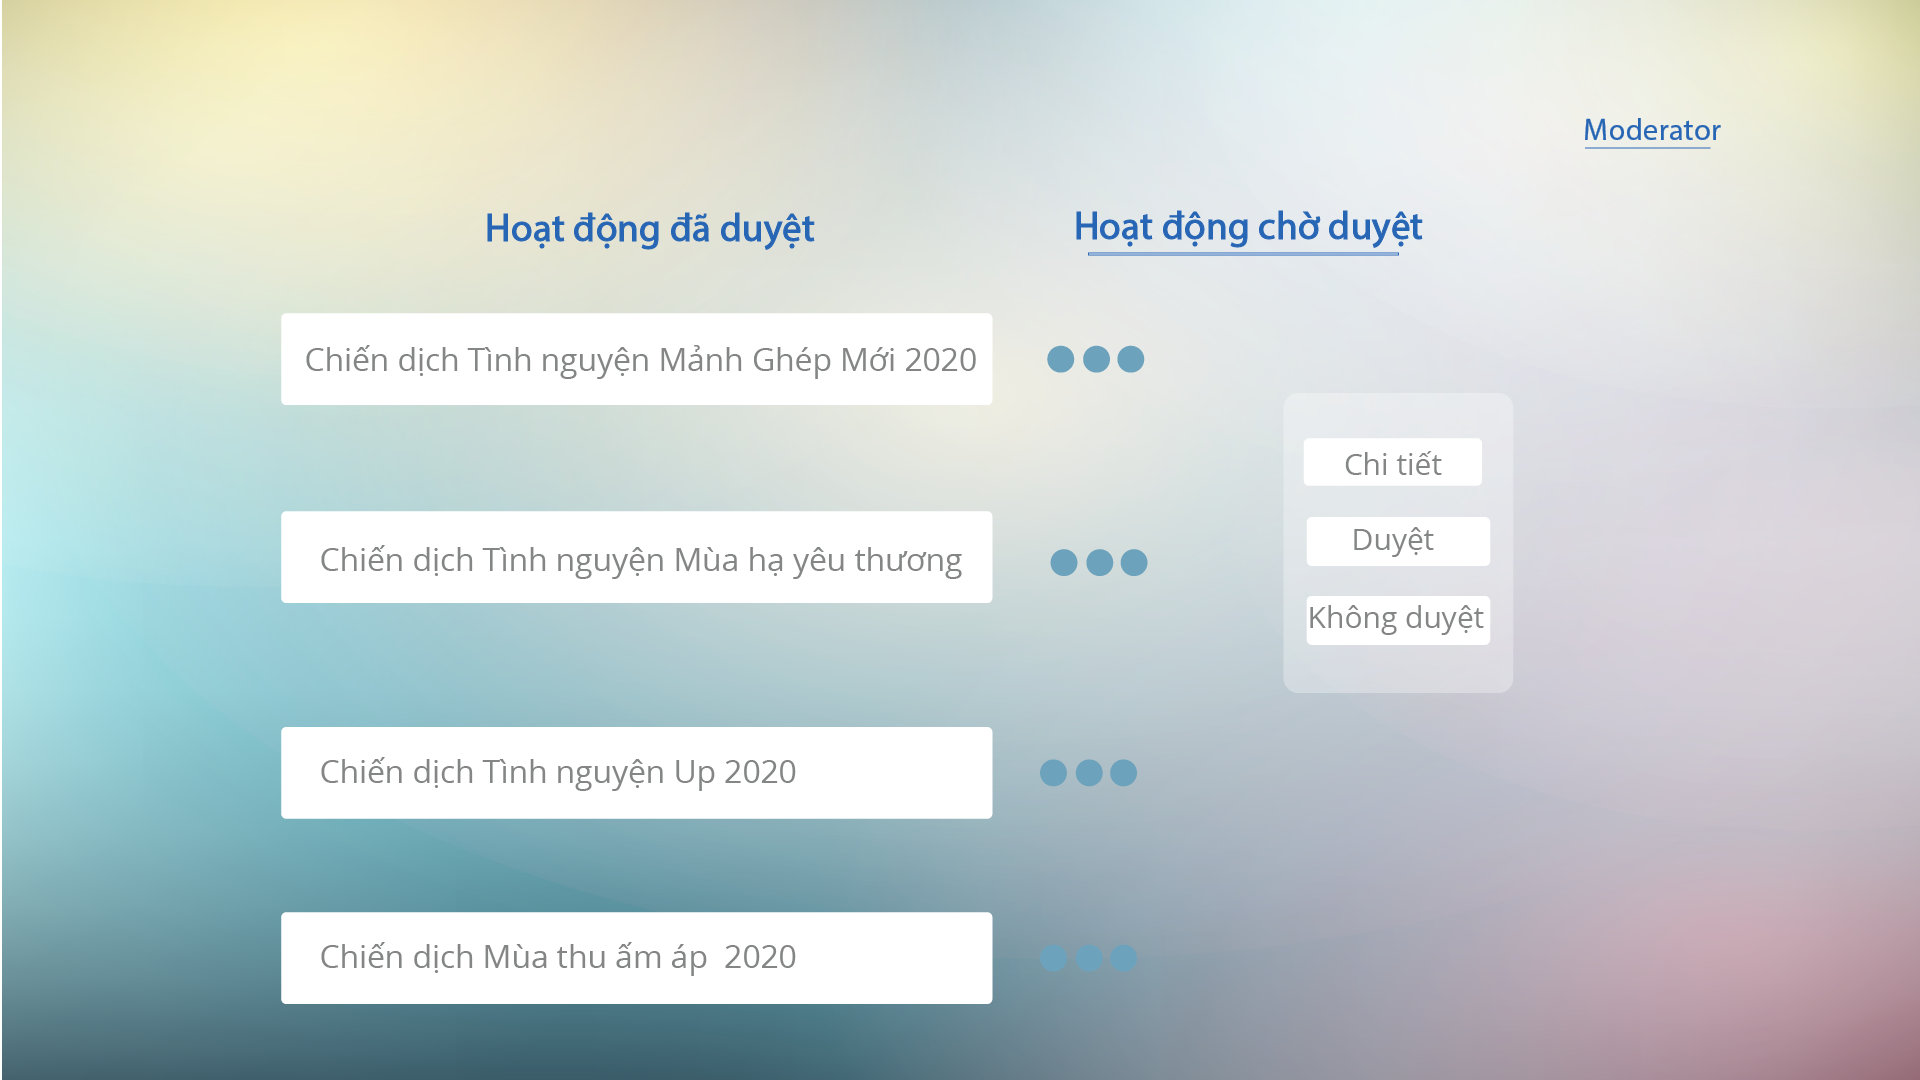 Moderator
Hoạt động đã duyệt
Hoạt động chờ duyệt
Chiến dịch Tình nguyện Mảnh Ghép Mới 2020
Chi tiết
Chiến dịch Tình nguyện Mùa hạ yêu thương
Duyệt
Không duyệt
Chiến dịch Tình nguyện Up 2020
Chiến dịch Mùa thu ấm áp  2020